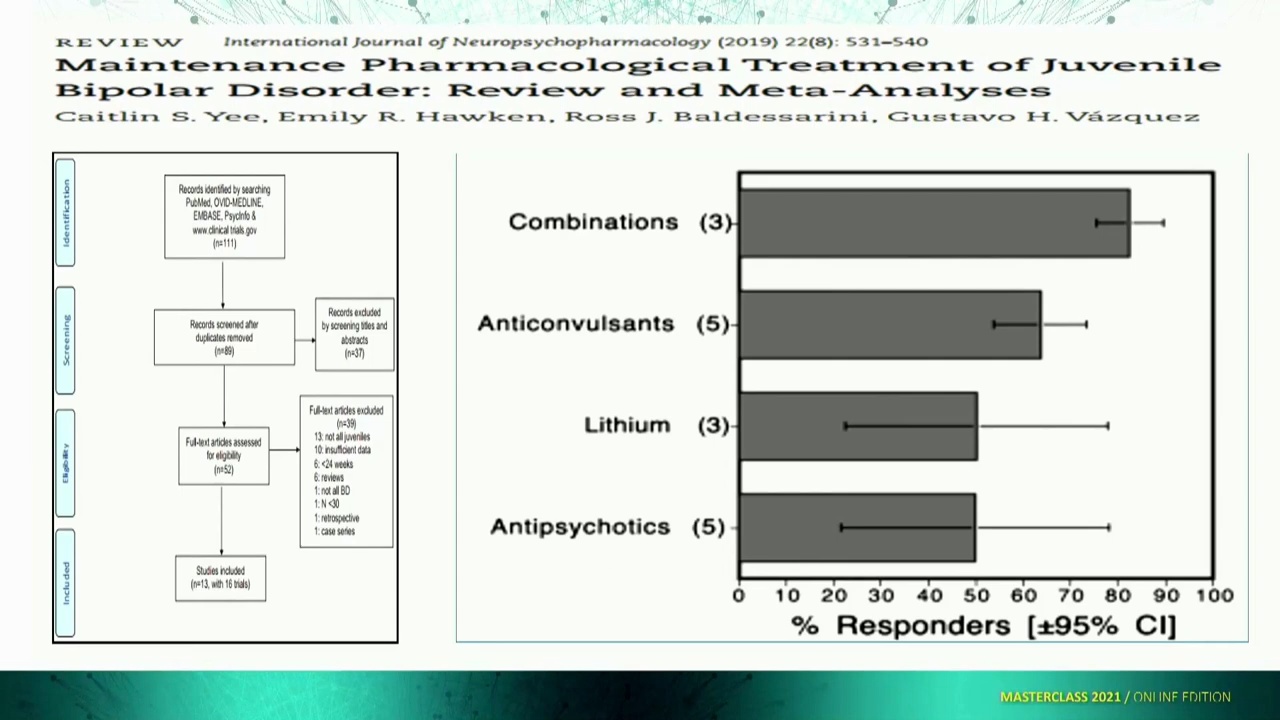 REVIEW International Journal of Neuropsychopharmacology (2019) 22(8): 531–540
Maintenance Pharmacological Treatment of Juvenile
Bipolar Disorder: Review and Meta-Analyses
Caitlin S. Yee, Emily R. Hawken, Ross J. Baldessarini, Gustavo H. Vázquez
Identification
Records identified by searching
PubMed, OVID-MEDLINE,
EMBASE, PsycInfo &
www.clinical trials.gov
(n=111)
Screening
Records screened after
duplicates removed
(n=89)
Records excluded
by screening titles and
abstracts
(n=37)
Eligibility
Full-text articles assessed
for eligibility
(n=52)
Full-text articles excluded
(n=39)
13: not all juveniles
10: insufficient data
6: <24 weeks
6: reviews
1: not all BD
1: N <30
1: retrospective
1: case series
Included
Studies included
(n=13, with 16 trials)
Combinations (3)
Anticonvulsants (5)
Lithium (3)
Antipsychotics (5)
0 10 20 30 40 50 60 70 80 90 100
% Responders [±95% CI]
MASTERCLASS 2021 / ONLINE EDITION